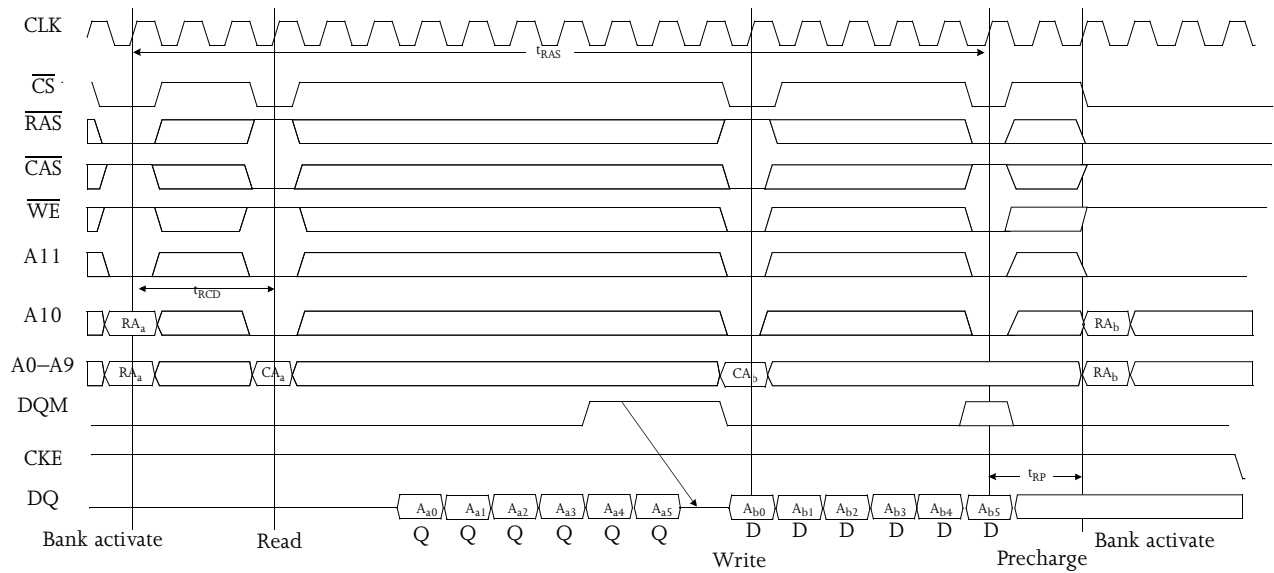 CLK
tRAS
CS
RAS
CAS
WE
A11
tRCD
A10 RAa RAb
A0–A9 RAa CAa CAb RAb
DQM
CKE
tRP
DQ Aa0 Aa1 Aa2 Aa3 Aa4 Aa5 Ab0 Ab1 Ab2 Ab3 Ab4 Ab5
Q Q Q Q Q Q D D D D D D
Bank activate Read Write Precharge Bank activate